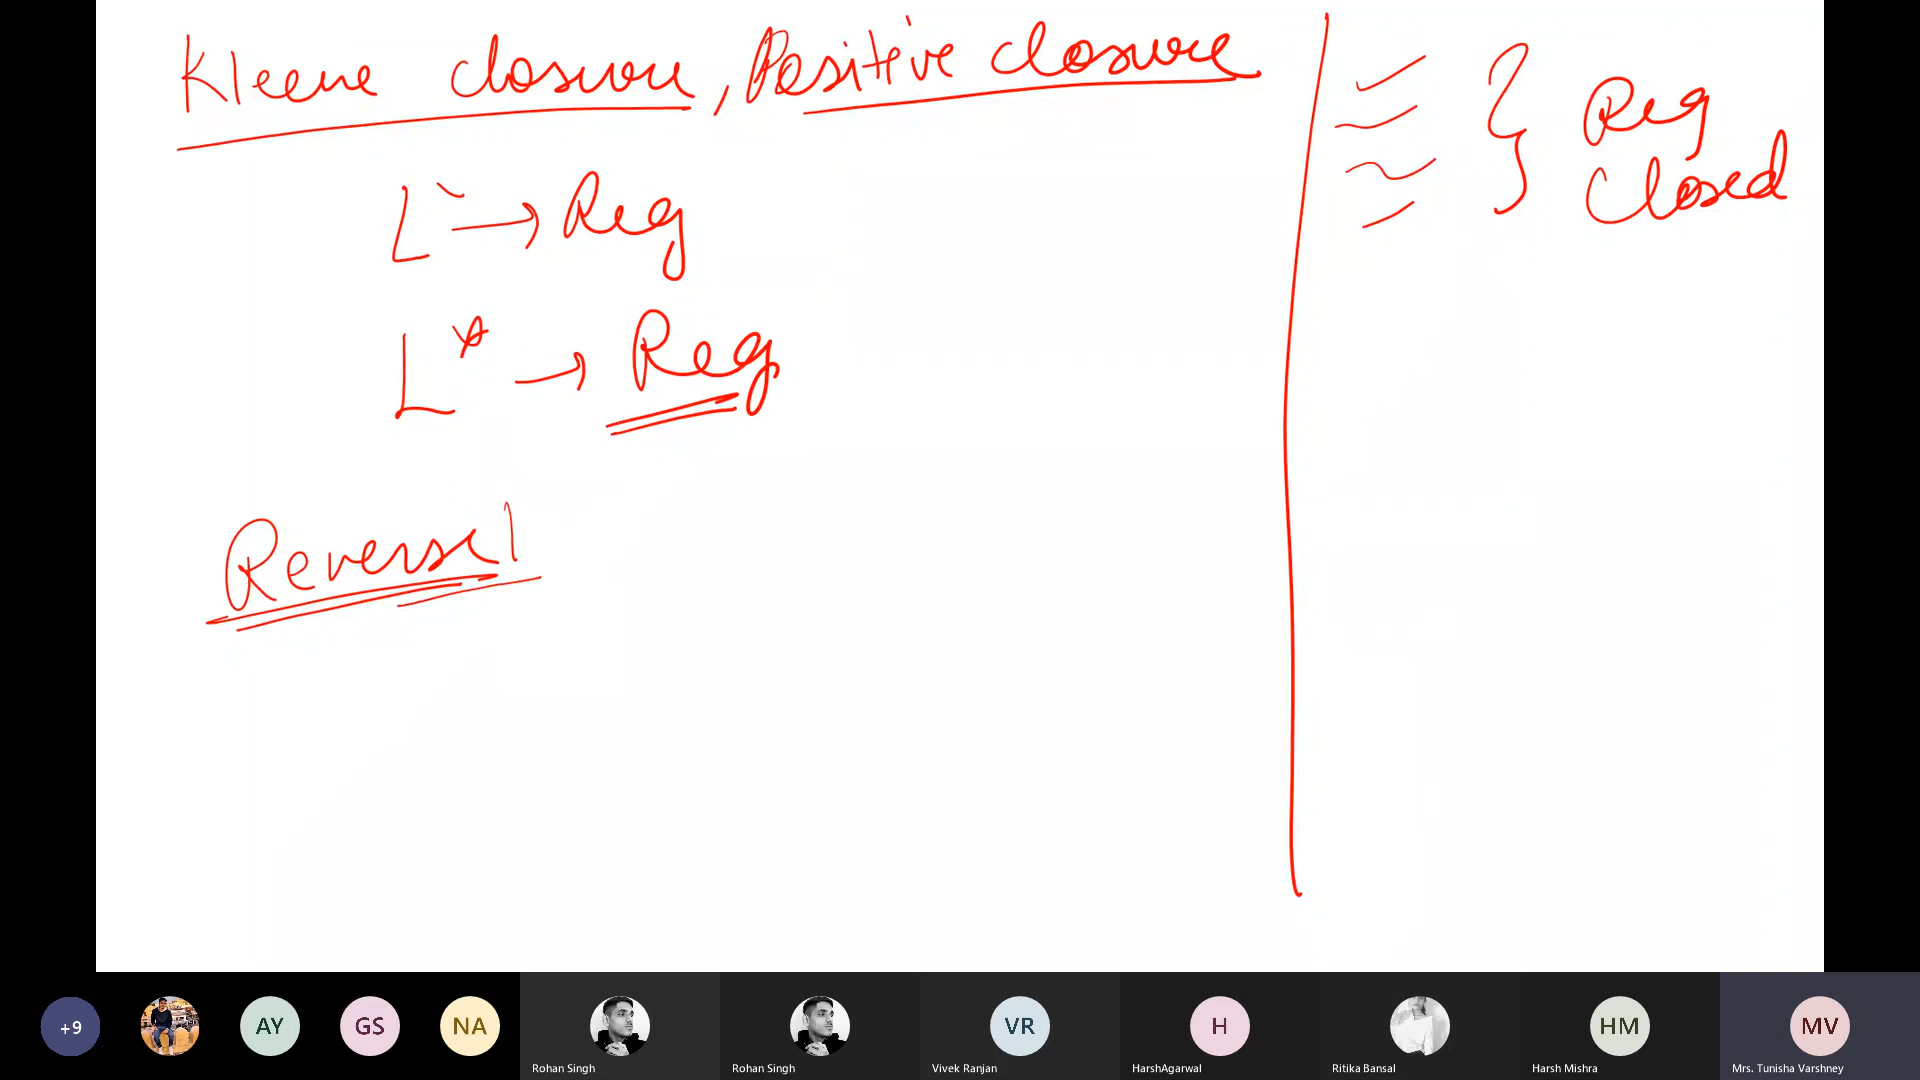 Kleene closure, Positive closure
L → Reg
L* → Reg
Reversal
Reg
Closed
+9
AY
GS
NA
VR
H
HM
MV
Rohan Singh
Rohan Singh
Vivek Ranjan
HarshAgarwal
Ritika Bansal
Harsh Mishra
Mrs. Tunisha Varshney